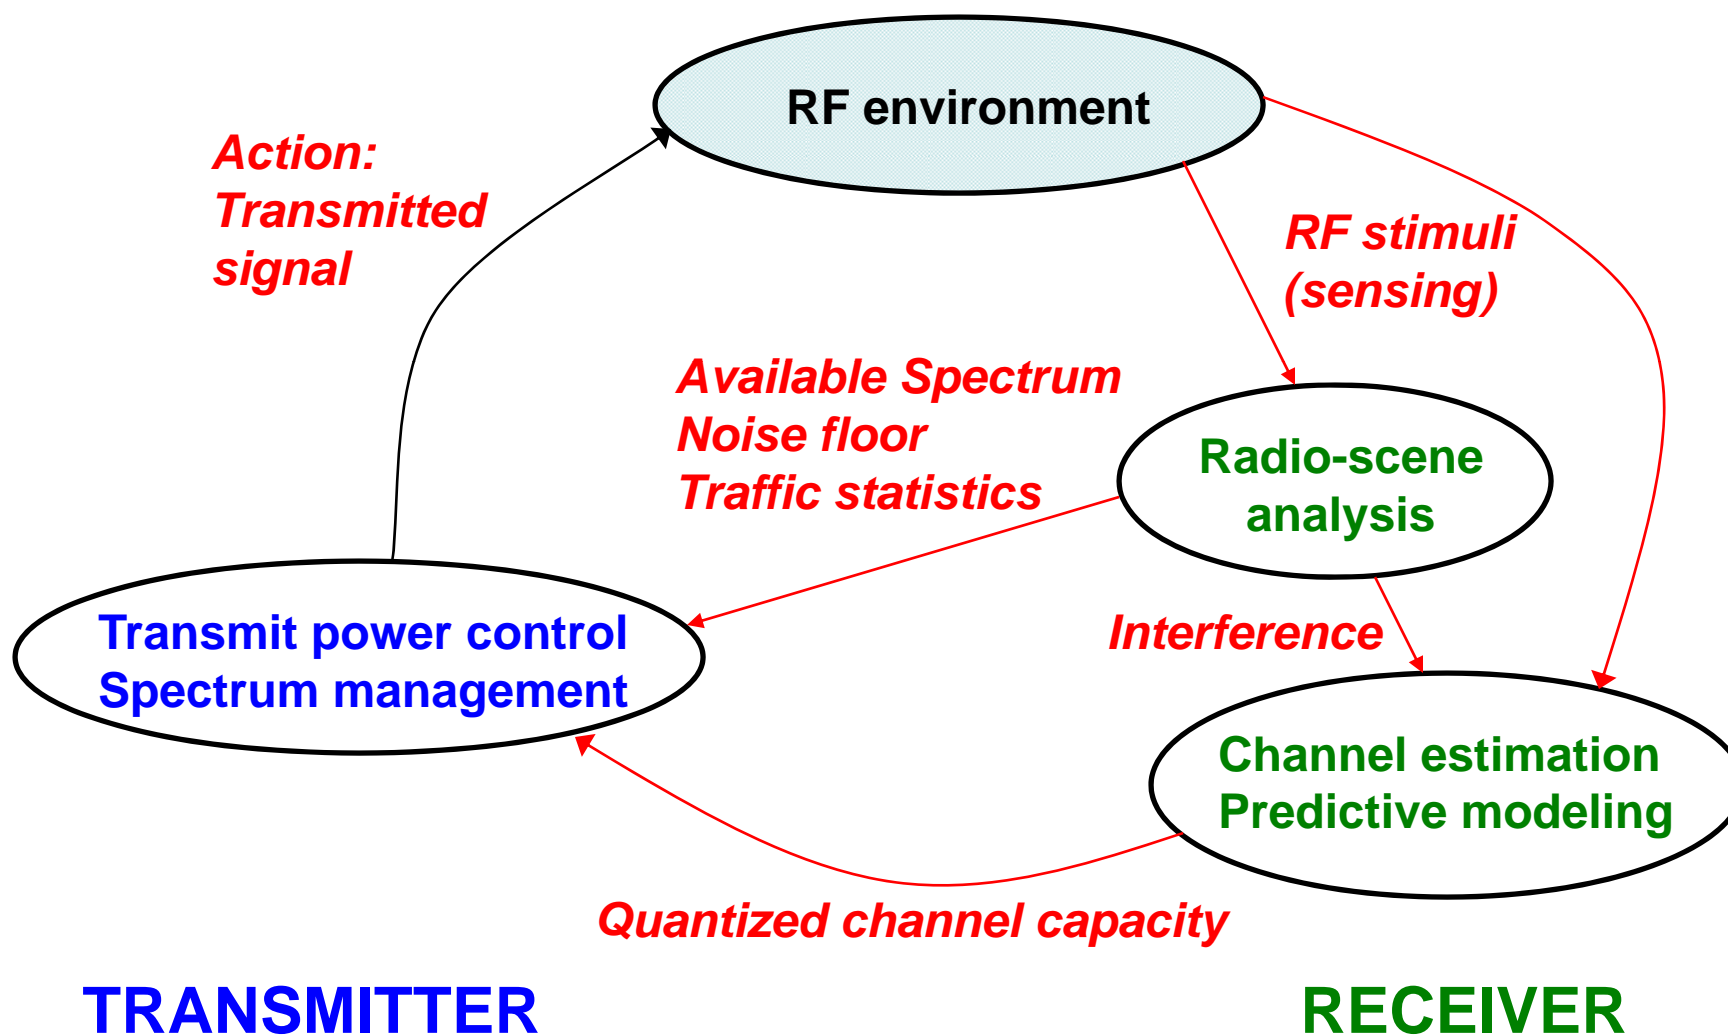 RF environment
Action:
Transmitted
signal
RF stimuli
(sensing)
Available Spectrum
Noise floor
Traffic statistics
Radio-scene
analysis
Transmit power control
Spectrum management
Interference
Channel estimation
Predictive modeling
Quantized channel capacity
TRANSMITTER
RECEIVER